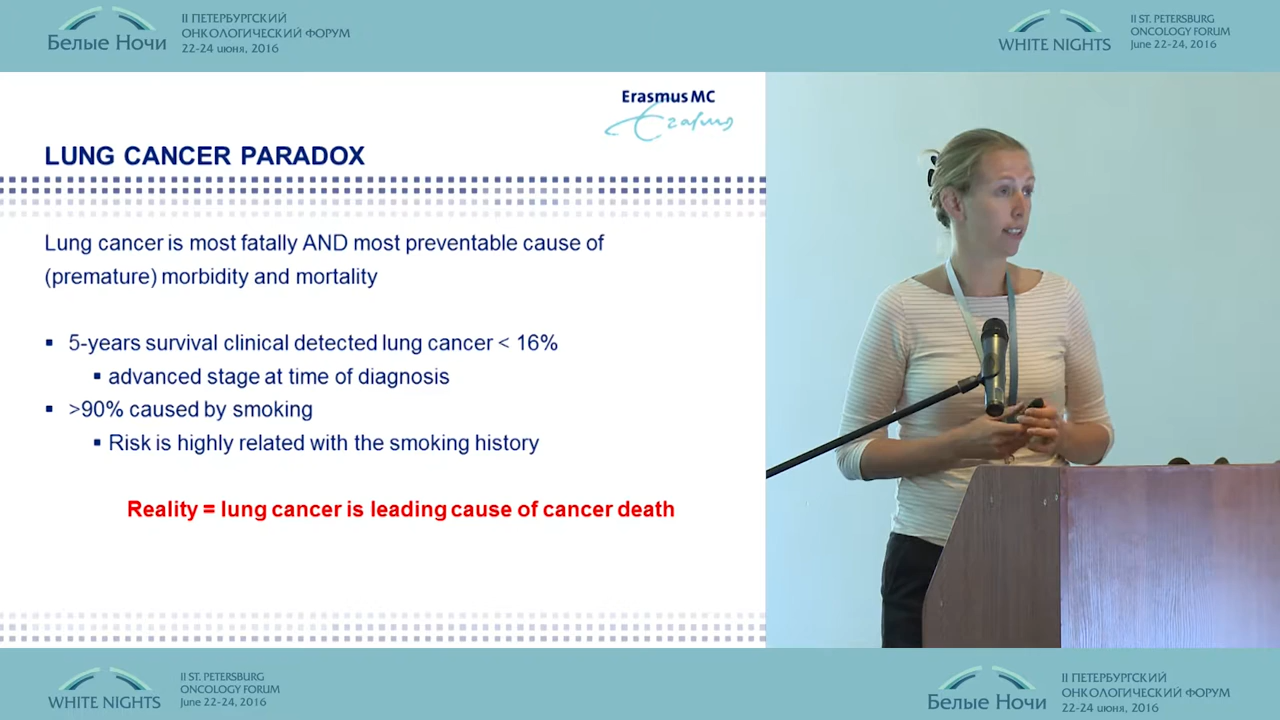 Белые Ночи
II ПЕТЕРБУРГСКИЙ
ОНКОЛОГИЧЕСКИЙ ФОРУМ
22-24 июня, 2016
WHITE NIGHTS
II ST. PETERSBURG
ONCOLOGY FORUM
June 22-24, 2016
Erasmus MC
Erasmus
LUNG CANCER PARADOX
Lung cancer is most fatally AND most preventable cause of
(premature) morbidity and mortality
▪ 5-years survival clinical detected lung cancer < 16%
▪ advanced stage at time of diagnosis
▪ >90% caused by smoking
▪ Risk is highly related with the smoking history
Reality = lung cancer is leading cause of cancer death
WHITE NIGHTS
II ST. PETERSBURG
ONCOLOGY FORUM
June 22-24, 2016
Белые Ночи
II ПЕТЕРБУРГСКИЙ
ОНКОЛОГИЧЕСКИЙ ФОРУМ
22-24 июня, 2016